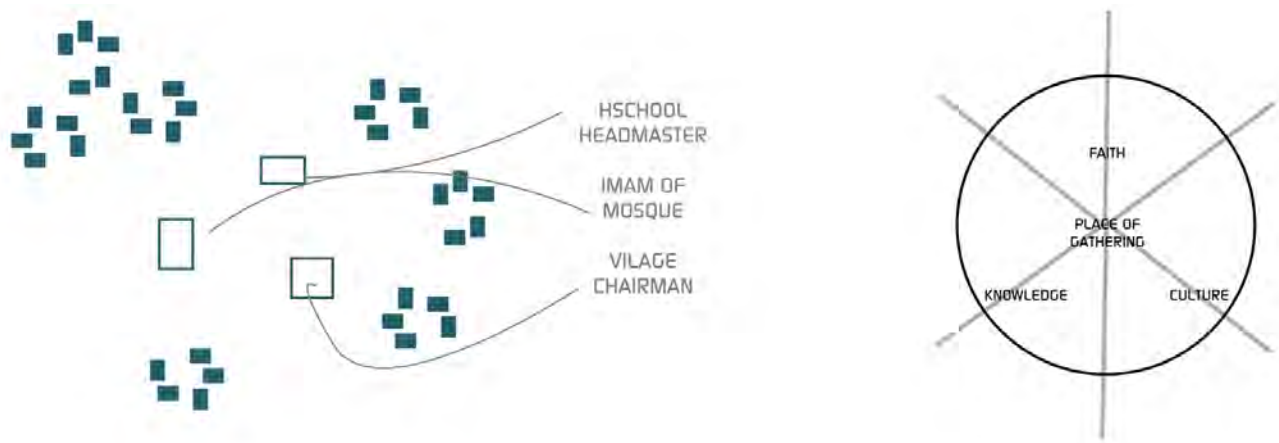 HSCHOOL
HEADMASTER
IMAM OF
MOSQUE
VILAGE
CHAIRMAN
FAITH
PLACE OF
GATHERING
KNOWLEDGE
CULTURE